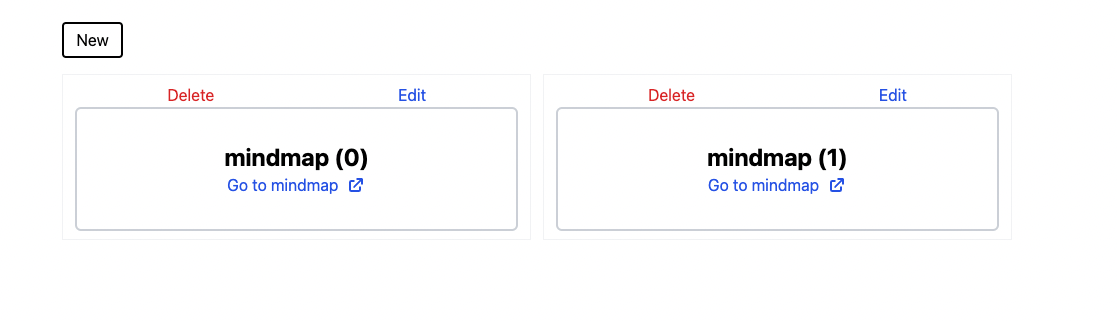 New
Delete Edit
mindmap (0)
Go to mindmap
Delete Edit
mindmap (1)
Go to mindmap